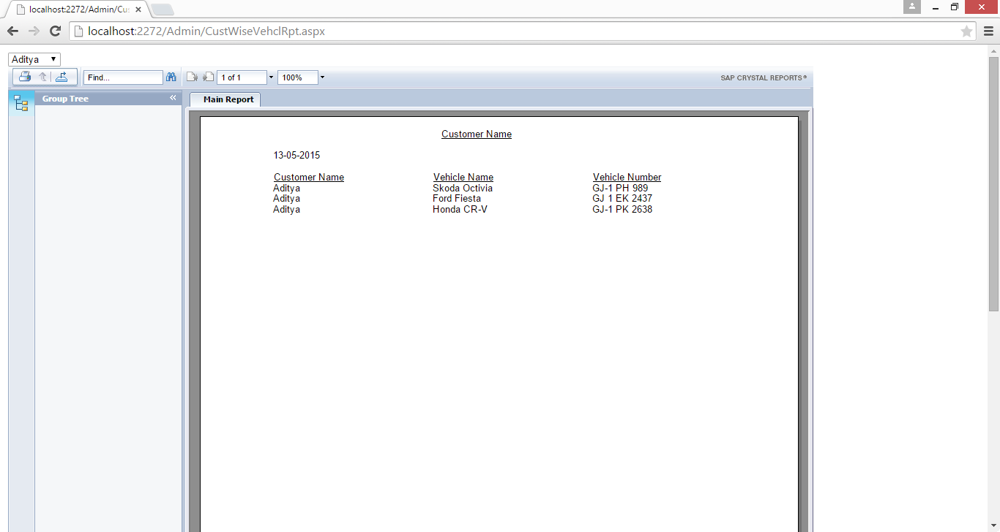 localhost:2272/Admin/Cu
localhost:2272/Admin/CustWiseVehclRpt.aspx
Aditya
Find... 1 of 1 100% SAP CRYSTAL REPORTS®
Group Tree Main Report
Customer Name
13-05-2015
Customer Name Vehicle Name Vehicle Number
Aditya Skoda Octivia GJ-1 PH 989
Aditya Ford Fiesta GJ 1 EK 2437
Aditya Honda CR-V GJ-1 PK 2638